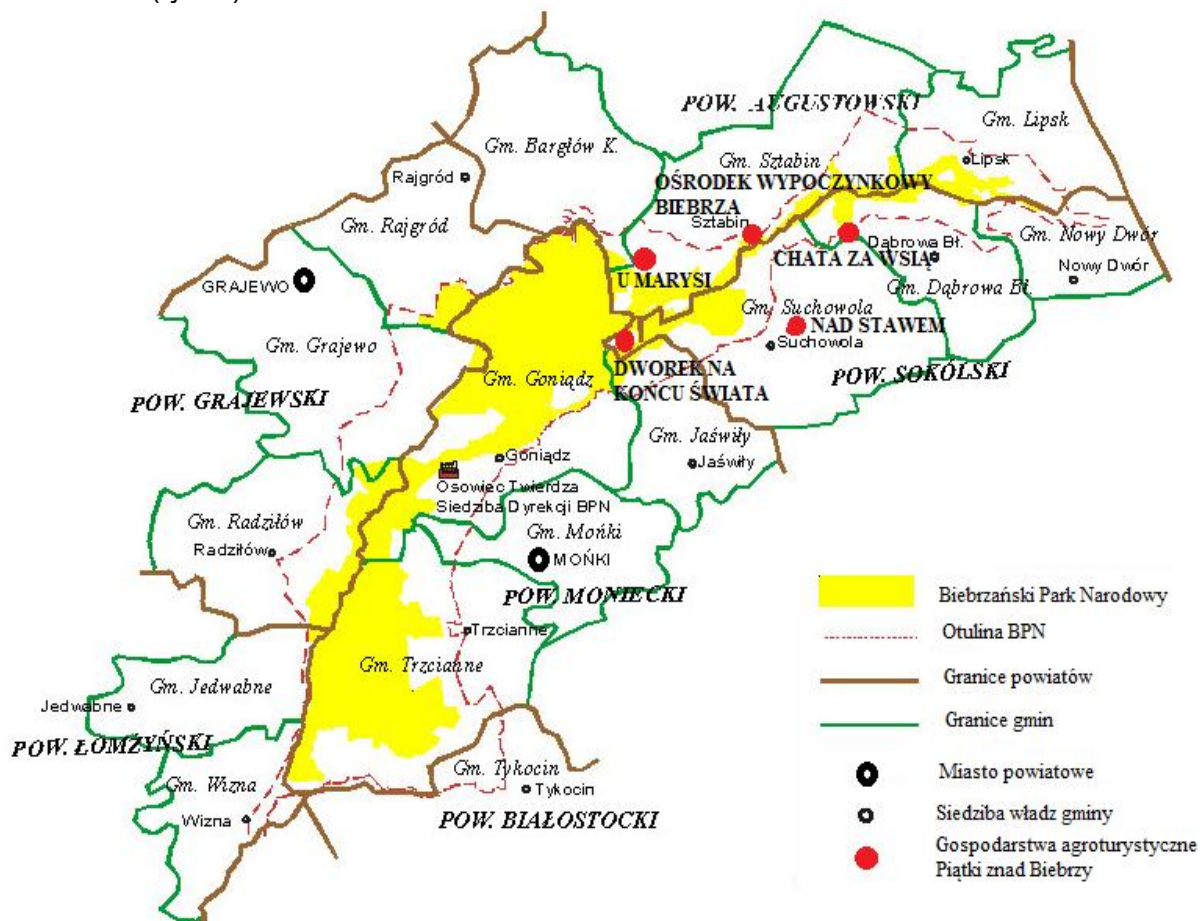 POW. AUGUSTOWSKI
Gm. Lipsk
Gm. Bargłów K.
Gm. Sztabin
Lipsk
Rajgród
OŚRODEK WYPOCZYNKOWY
BIEBRZA
Sztabin
Gm. Rajgród
Dąbrowa Bł.
Gm. Nowy Dwór
CHATA ZA WSIĄ
Nowy Dwór
GRAJEWO
U MARYSI
Gm. Dąbrowa Bł.
Gm. Suchowola
NAD STAWEM
Suchowola
Gm. Grajewo
DWOREK NA
KOŃCU ŚWIATA
POW. SOKÓLSKI
Gm. Goniądz
POW. GRAJEWSKI
Gm. Jaświły
Jaświły
Goniądz
Osowiec Twierdza
Siedziba Dyrekcji BPN
Gm. Radziłów
Radziłów
Gm. Mońki
MOŃKI
POW. MONIECKI
Trzcianne
Gm. Trzcianne
Gm. Jedwabne
Jedwabne
POW. ŁOMŻYŃSKI
Gm. Wizna
Wizna
Gm. Tykocin
Tykocin
POW. BIAŁOSTOCKI
Biebrzański Park Narodowy
Otulina BPN
Granice powiatów
Granice gmin
Miasto powiatowe
Siedziba władz gminy
Gospodarstwa agroturystyczne
Piątki znad Biebrzy